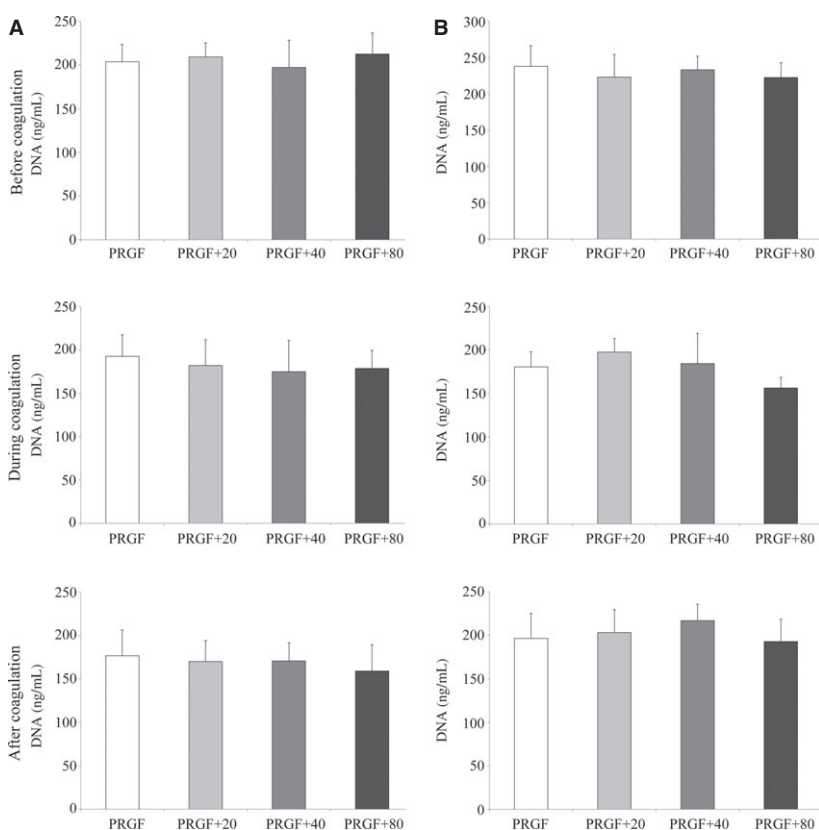 A
B
Before coagulation
DNA (ng/mL)
250
200
150
100
50
0
PRGF PRGF+20 PRGF+40 PRGF+80
DNA (ng/mL)
300
250
200
150
100
50
0
PRGF PRGF+20 PRGF+40 PRGF+80
During coagulation
DNA (ng/mL)
250
200
150
100
50
0
PRGF PRGF+20 PRGF+40 PRGF+80
DNA (ng/mL)
250
200
150
100
50
0
PRGF PRGF+20 PRGF+40 PRGF+80
After coagulation
DNA (ng/mL)
250
200
150
100
50
0
PRGF PRGF+20 PRGF+40 PRGF+80
DNA (ng/mL)
250
200
150
100
50
0
PRGF PRGF+20 PRGF+40 PRGF+80